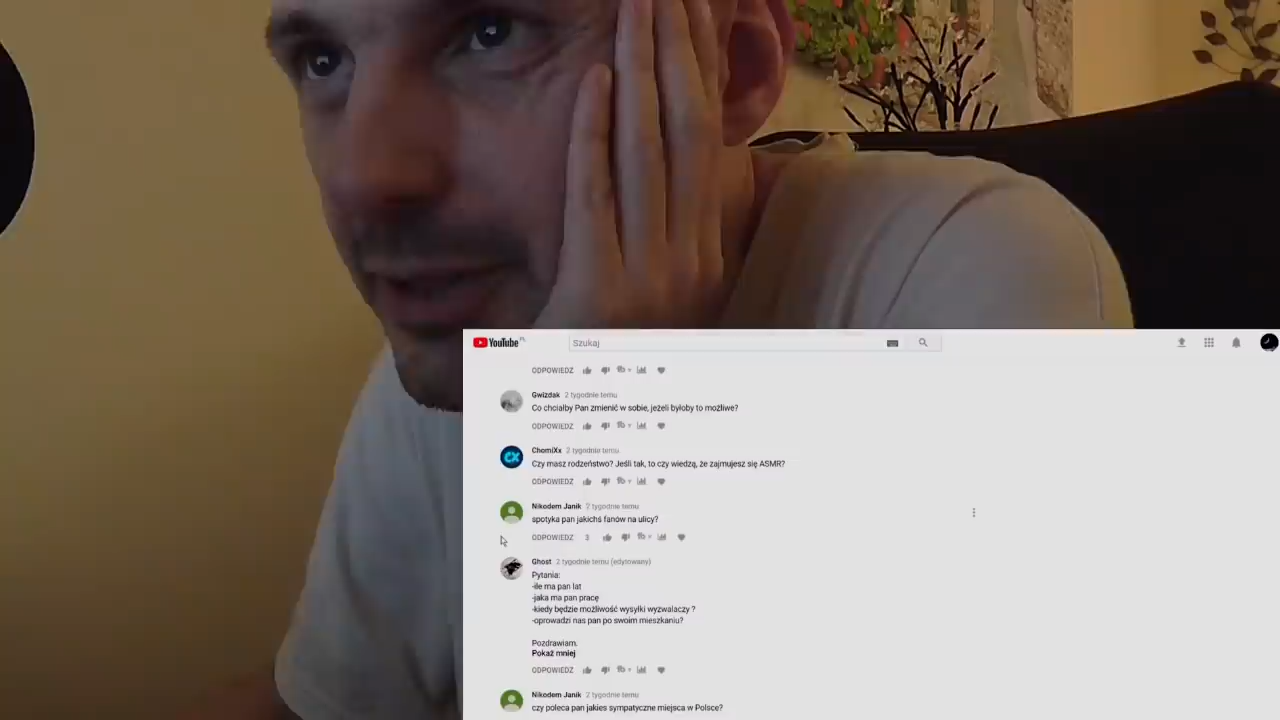 YouTube PL
Szukaj
ODPOWIEDZ
Gwizdak 2 tygodnie temu
Co chciałby Pan zmienić w sobie, jeżeli byłoby to możliwe?
ODPOWIEDZ
ChomiXx 2 tygodnie temu
Czy masz rodzeństwo? Jeśli tak, to czy wiedzą, że zajmujesz się ASMR?
ODPOWIEDZ
Nikodem Janik 2 tygodnie temu
spotyka pan jakichś fanów na ulicy?
ODPOWIEDZ 3
Ghost 2 tygodnie temu (edytowany)
Pytania:
-ile ma pan lat
-jaka ma pan pracę
-kiedy będzie możliwość wysyłki wyzwalaczy ?
-oprowadzi nas pan po swoim mieszkaniu?
Pozdrawiam.
Pokaż mniej
ODPOWIEDZ
Nikodem Janik 2 tygodnie temu
czy poleca pan jakies sympatyczne miejsca w Polsce?